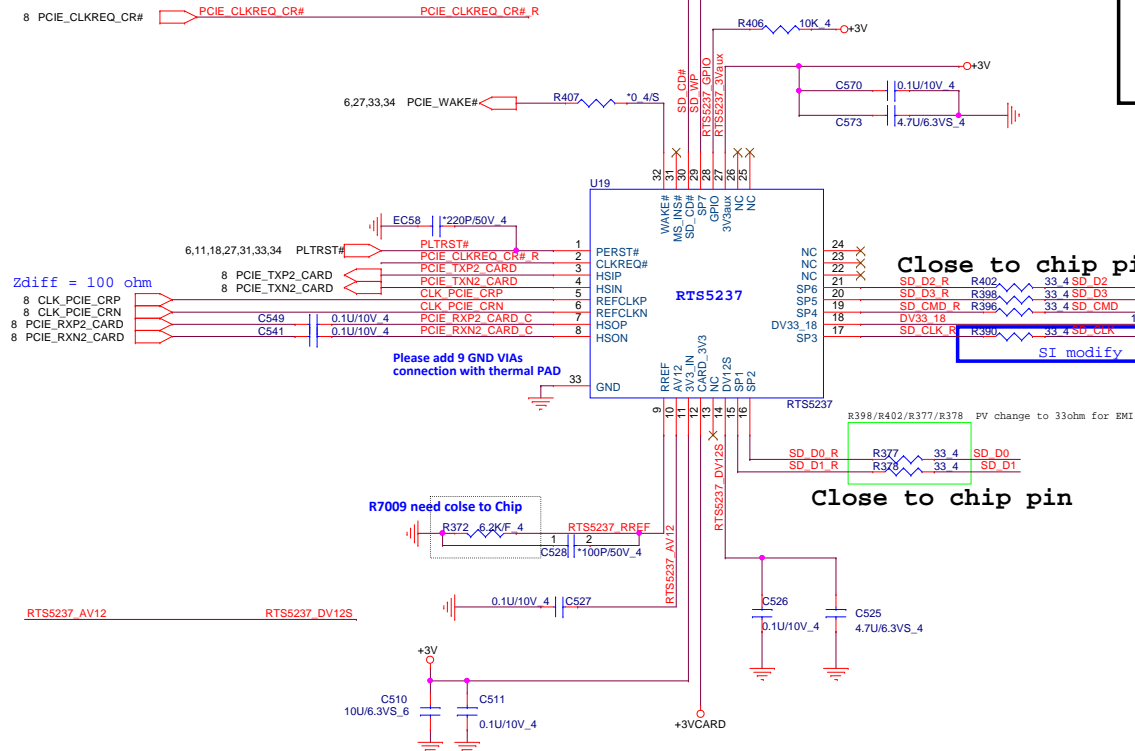 8 PCIE_CLKREQ_CR# PCIE_CLKREQ_CR# PCIE_CLKREQ_CR#_R
R406 10K_4 +3V
+3V
C570 0.1U/10V_4
C573 4.7U/6.3VS_4
6,27,33,34 PCIE_WAKE# R407 *0_4/S
SD_CD#
SD_WP
RTS5237_GPIO
RTS5237_3Vaux
32 31 30 29 28 27 26 25
U19
WAKE# MS_INS# SD_CD# SP7 GPIO 3V3aux NC NC
EC58 *220P/50V_4
6,11,18,27,31,33,34 PLTRST# PLTRST# 1 PERST# NC 24
PCIE_CLKREQ_CR#_R 2 CLKREQ# NC 23
8 PCIE_TXP2_CARD PCIE_TXP2_CARD 3 HSIP NC 22
Close to chip pi
8 PCIE_TXN2_CARD PCIE_TXN2_CARD 4 HSIN SP6 21 SD_D2_R R402 33_4 SD_D2
Zdiff = 100 ohm
8 CLK_PCIE_CRP CLK_PCIE_CRP 5 REFCLKP RTS5237 SP5 20 SD_D3_R R398 33_4 SD_D3
8 CLK_PCIE_CRN CLK_PCIE_CRN 6 REFCLKN SP4 19 SD_CMD_R R396 33_4 SD_CMD
8 PCIE_RXP2_CARD C549 0.1U/10V_4 PCIE_RXP2_CARD_C 7 HSOP DV33_18 18 DV33_18 1
8 PCIE_RXN2_CARD C541 0.1U/10V_4 PCIE_RXN2_CARD_C 8 HSON SP3 17 SD_CLK_R R390 33_4 SD_CLK
SI modify
Please add 9 GND VIAs
connection with thermal PAD
33 GND
RREF AV12 3V3_IN CARD_3V3 NC DV12S SP1 SP2
RTS5237
9 10 11 12 13 14 15 16
R398/R402/R377/R378 PV change to 33ohm for EMI
SD_D0_R R377 33_4 SD_D0
SD_D1_R R378 33_4 SD_D1
Close to chip pin
RTS5237_DV12S
R7009 need colse to Chip
R372 6.2K/F_4 RTS5237_RREF
1 2
C528 *100P/50V_4
RTS5237_AV12
0.1U/10V_4 C527
RTS5237_AV12 RTS5237_DV12S
C526
0.1U/10V_4
C525
4.7U/6.3VS_4
+3V
C510
10U/6.3VS_6
C511
0.1U/10V_4
+3VCARD